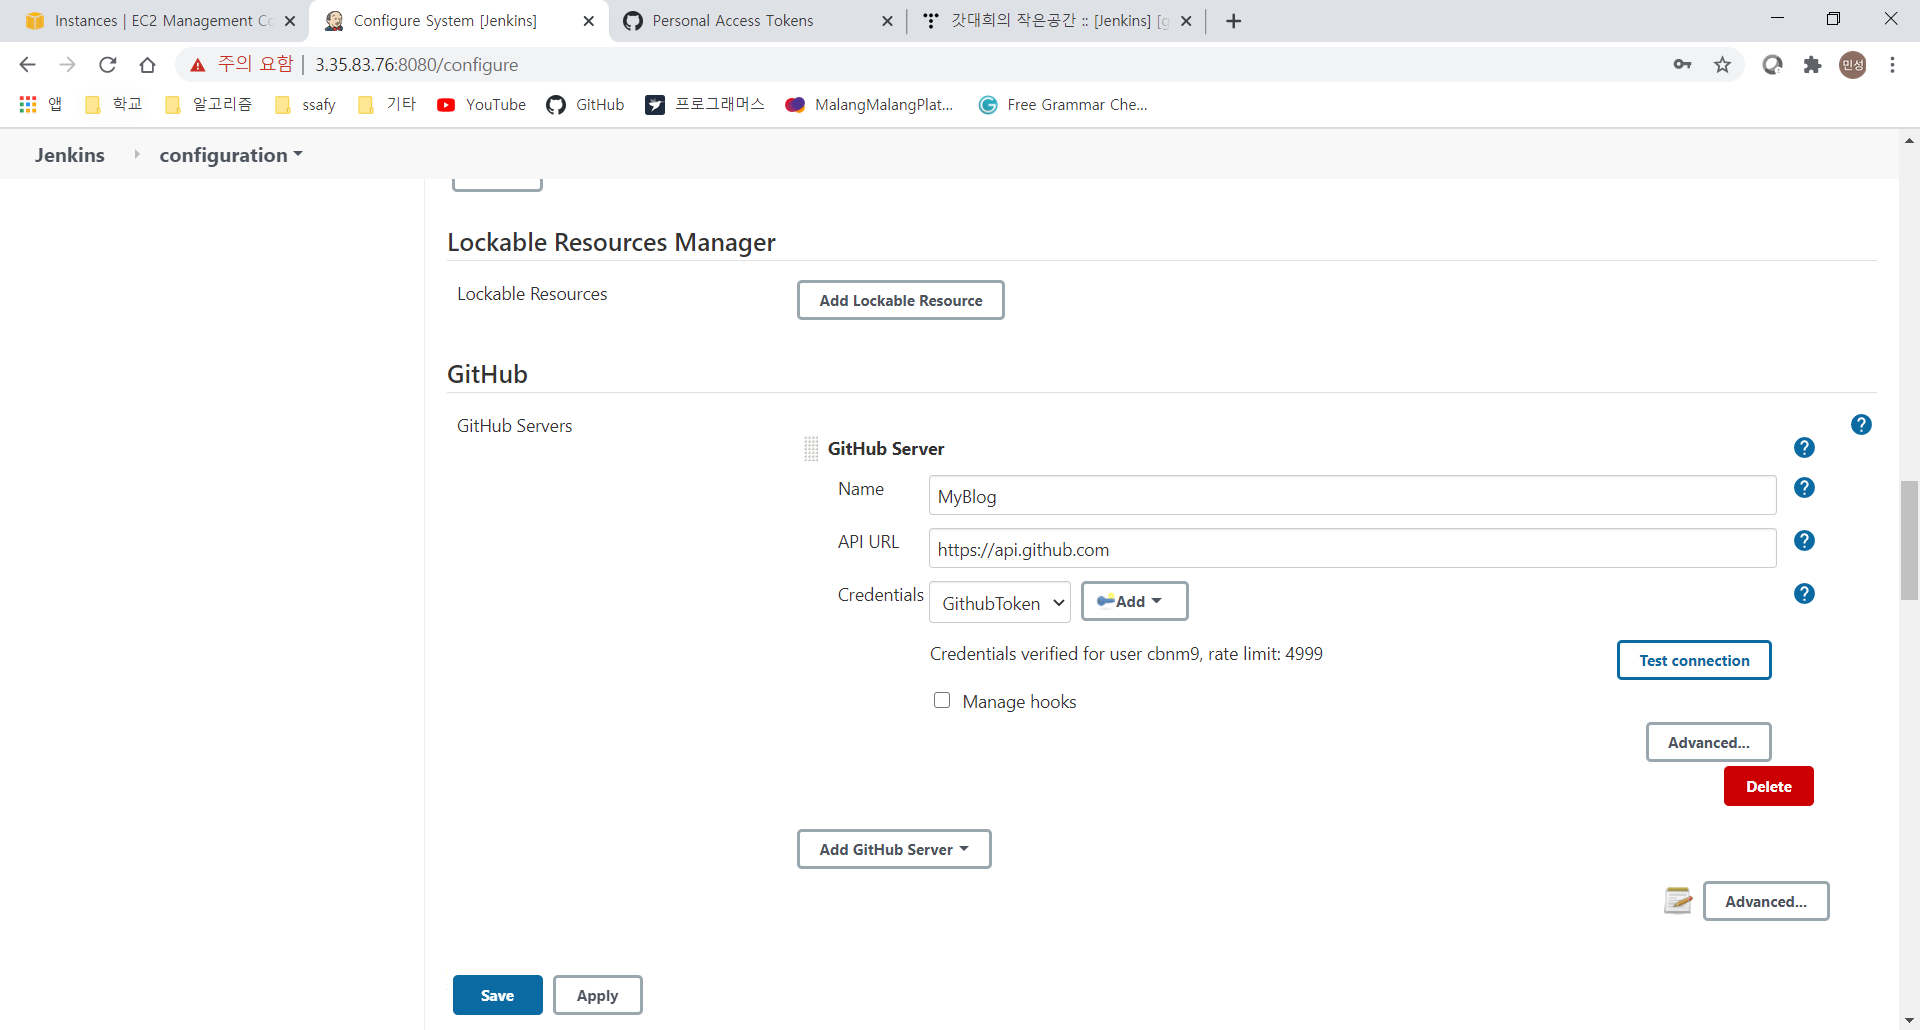 Instances | EC2 Management Co
Configure System [Jenkins]
Personal Access Tokens
갓대희의 작은공간 :: [Jenkins] [g
주의 요함 | 3.35.83.76:8080/configure
민성
앱 학교 알고리즘 ssafy 기타 YouTube GitHub 프로그래머스 MalangMalangPlat... Free Grammar Che...
Jenkins configuration
Lockable Resources Manager
Lockable Resources Add Lockable Resource
GitHub
GitHub Servers
GitHub Server
Name MyBlog
API URL https://api.github.com
Credentials GithubToken Add
Credentials verified for user cbnm9, rate limit: 4999 Test connection
Manage hooks
Advanced...
Delete
Add GitHub Server
Advanced...
Save Apply